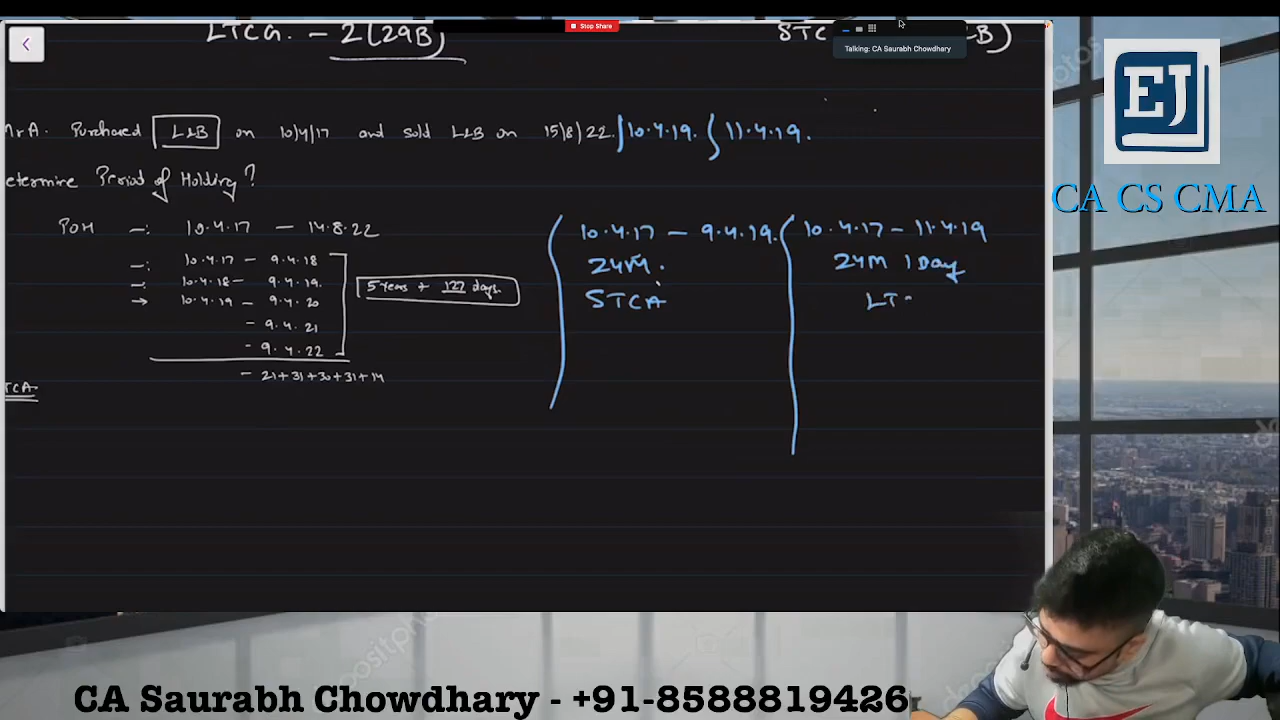 LTCG. - 2(29B)
STC
B)
Stop Share
Talking: CA Saurabh Chowdhary
Mr A. Purchased L&B on 10/4/17 and sold L&B on 15/8/22. 10.4.19. 11.4.19.
etermine Period of Holding?
POH -: 10.4.17 - 14.8.22
-: 10.4.17 - 9.4.18
-: 10.4.18 - 9.4.19.
→ 10.4.19 - 9.4.20
- 9.4.21
- 9.4.22
- 21+31+30+31+14
5 Years + 127 days.
TCA
10.4.17 - 9.4.19.
24M.
STCA
10.4.17 - 11.4.19
24M 1 Day
LT-
EJ
CA CS CMA
CA Saurabh Chowdhary - +91-8588819426